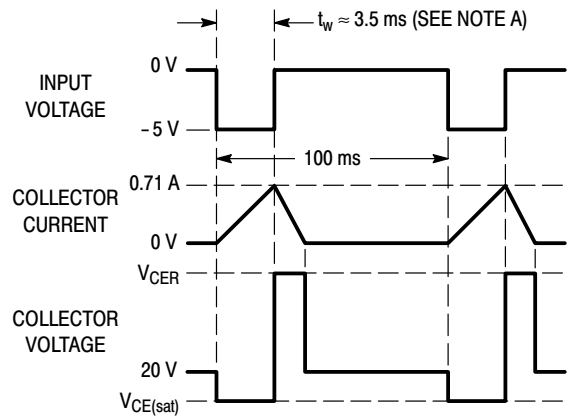 t_w ≈ 3.5 ms (SEE NOTE A)
0 V
INPUT
VOLTAGE
– 5 V
100 ms
0.71 A
COLLECTOR
CURRENT
0 V
V_CER
COLLECTOR
VOLTAGE
20 V
V_CE(sat)